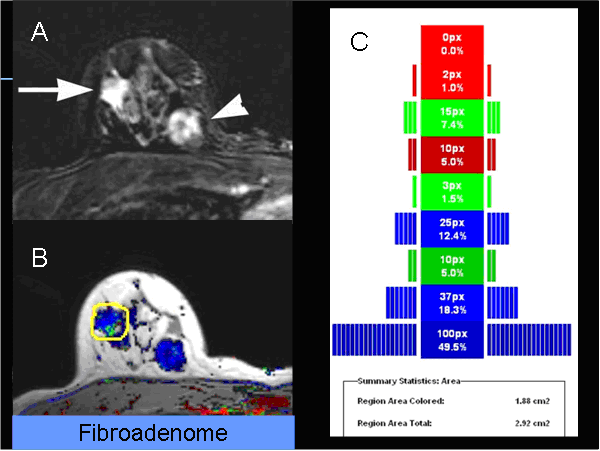 A
B
Fibroadenome
C
0px
0.0%
2px
1.0%
15px
7.4%
10px
5.0%
3px
1.5%
25px
12.4%
10px
5.0%
37px
18.3%
100px
49.5%
Summary Statistics: Area
Region Area Colored: 1.88 cm2
Region Area Total: 2.92 cm2